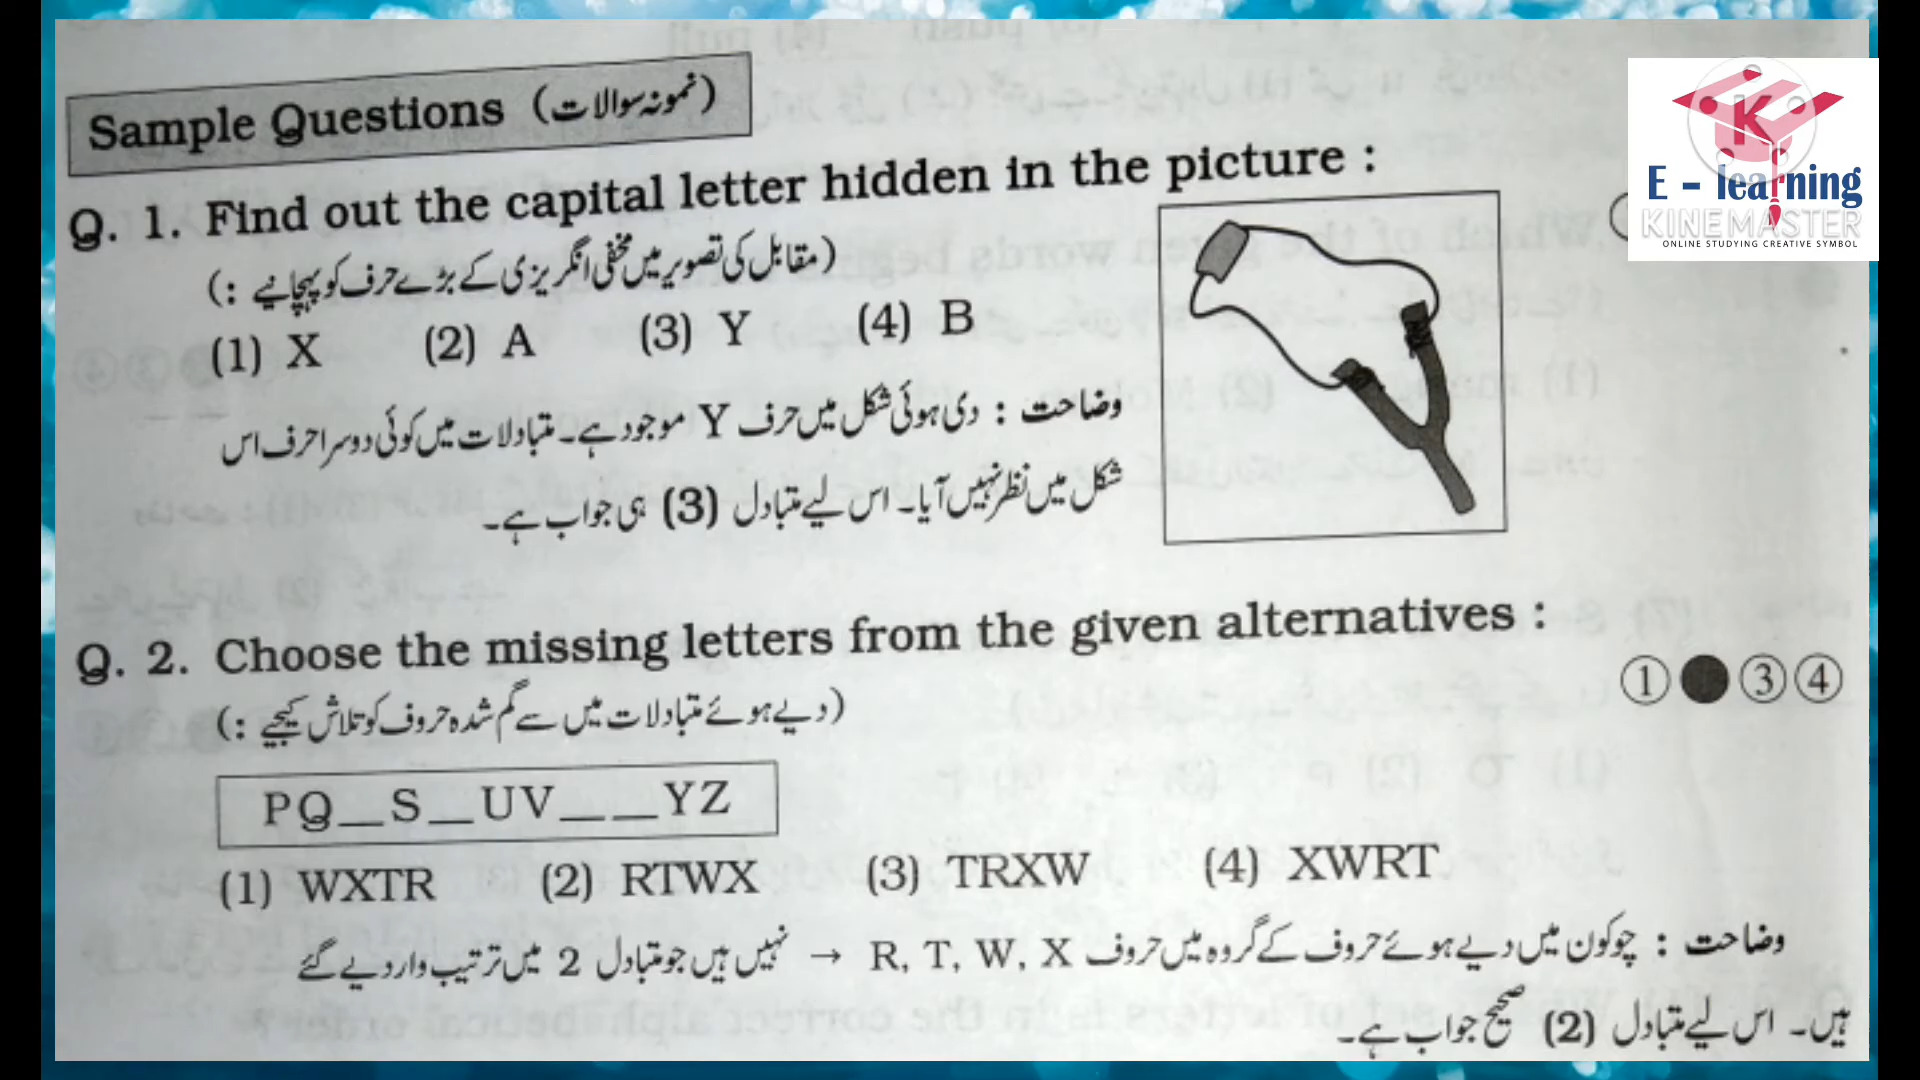 Sample Questions (نمونہ سوالات)
Q. 1. Find out the capital letter hidden in the picture :
(مقابل کی تصویر میں مخفی انگریزی کے بڑے حرف کو پہچانیے :)
(1) X (2) A (3) Y (4) B
وضاحت : دی ہوئی شکل میں حرف Y موجود ہے۔ متبادلات میں کوئی دوسرا حرف اس
شکل میں نظر نہیں آیا۔ اس لیے متبادل (3) ہی جواب ہے۔
Q. 2. Choose the missing letters from the given alternatives :
(دیے ہوئے متبادلات میں سے گم شدہ حروف کو تلاش کیجیے :)
① ③ ④
PQ__S__UV__ __YZ
(1) WXTR (2) RTWX (3) TRXW (4) XWRT
وضاحت : چوکون میں دیے ہوئے حروف کے گروہ میں حروف R, T, W, X → نہیں ہیں جو متبادل 2 میں ترتیب وار دیے گئے
ہیں۔ اس لیے متبادل (2) صحیح جواب ہے۔
K
E - learning
KINEMASTER
ONLINE STUDYING CREATIVE SYMBOL